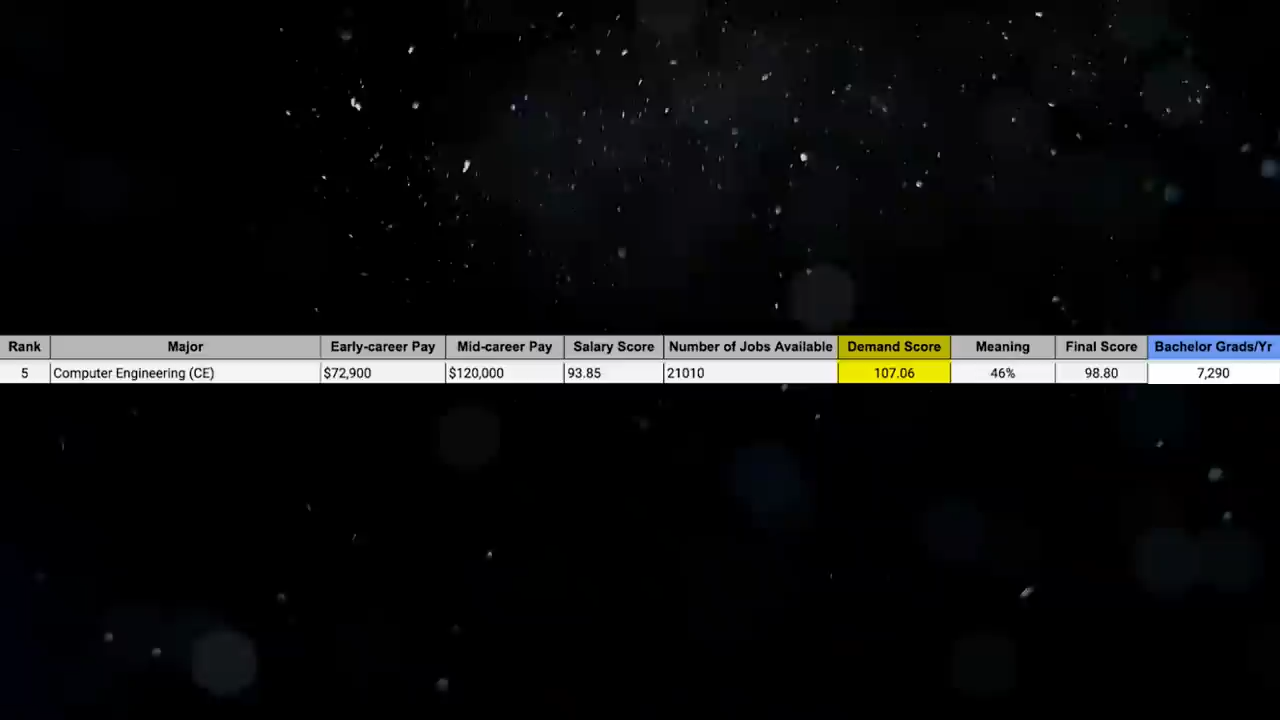 Rank Major Early-career Pay Mid-career Pay Salary Score Number of Jobs Available Demand Score Meaning Final Score Bachelor Grads/Yr
5 Computer Engineering (CE) $72,900 $120,000 93.85 21010 107.06 46% 98.80 7,290